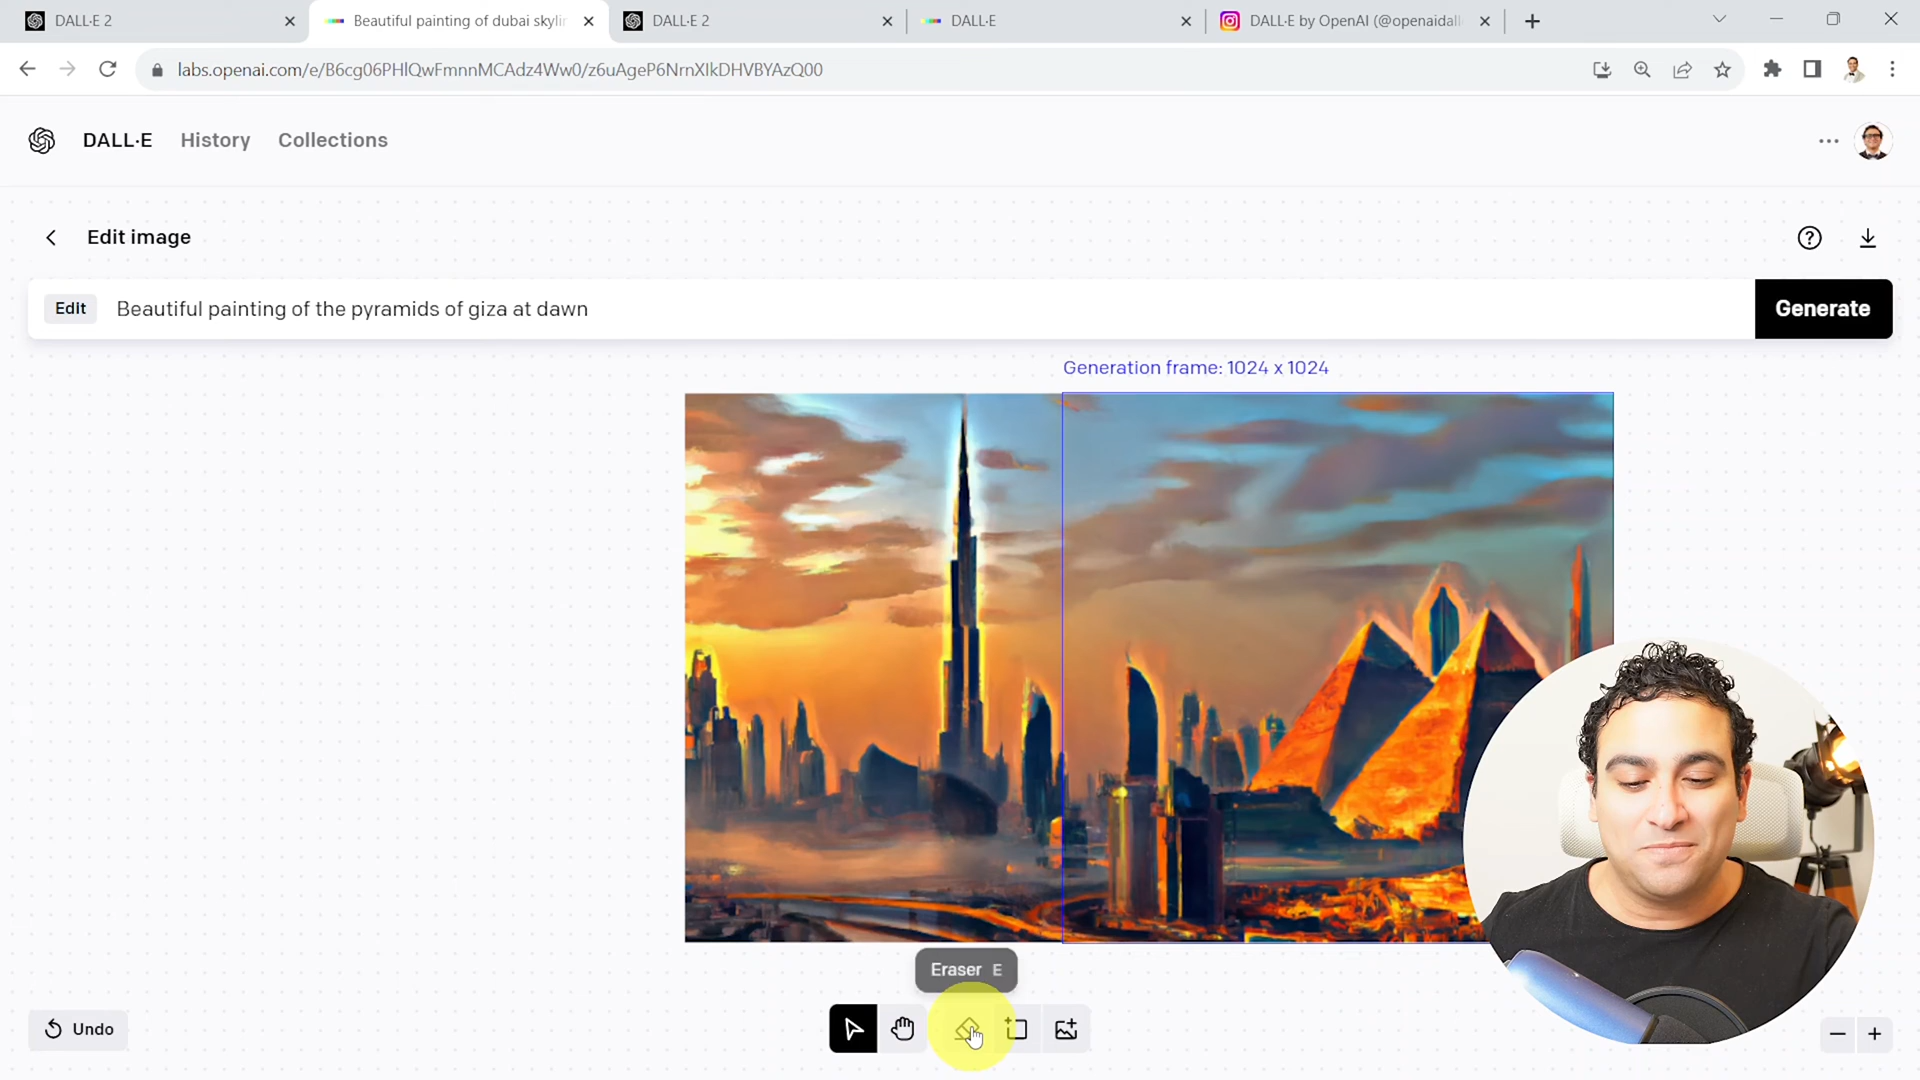 DALL·E 2
Beautiful painting of dubai skylin
DALL·E 2
DALL·E
DALL·E by OpenAI (@openaidall
labs.openai.com/e/B6cg06PHlQwFmnnMCAdz4Ww0/z6uAgeP6NrnXlkDHVBYAzQ00
DALL·E History Collections
Edit image
Edit Beautiful painting of the pyramids of giza at dawn Generate
Generation frame: 1024 x 1024
Eraser E
Undo